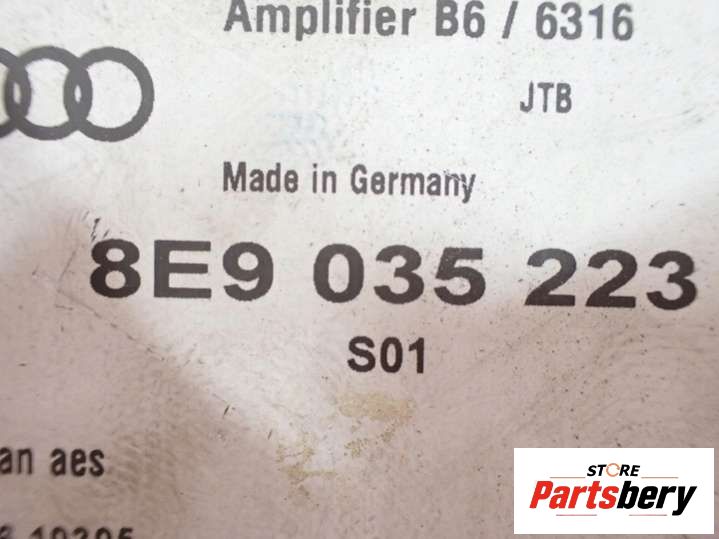 Amplifier B6 / 6316
JTB
Made in Germany
8E9 035 223
S01
an aes
STORE
Partsbery